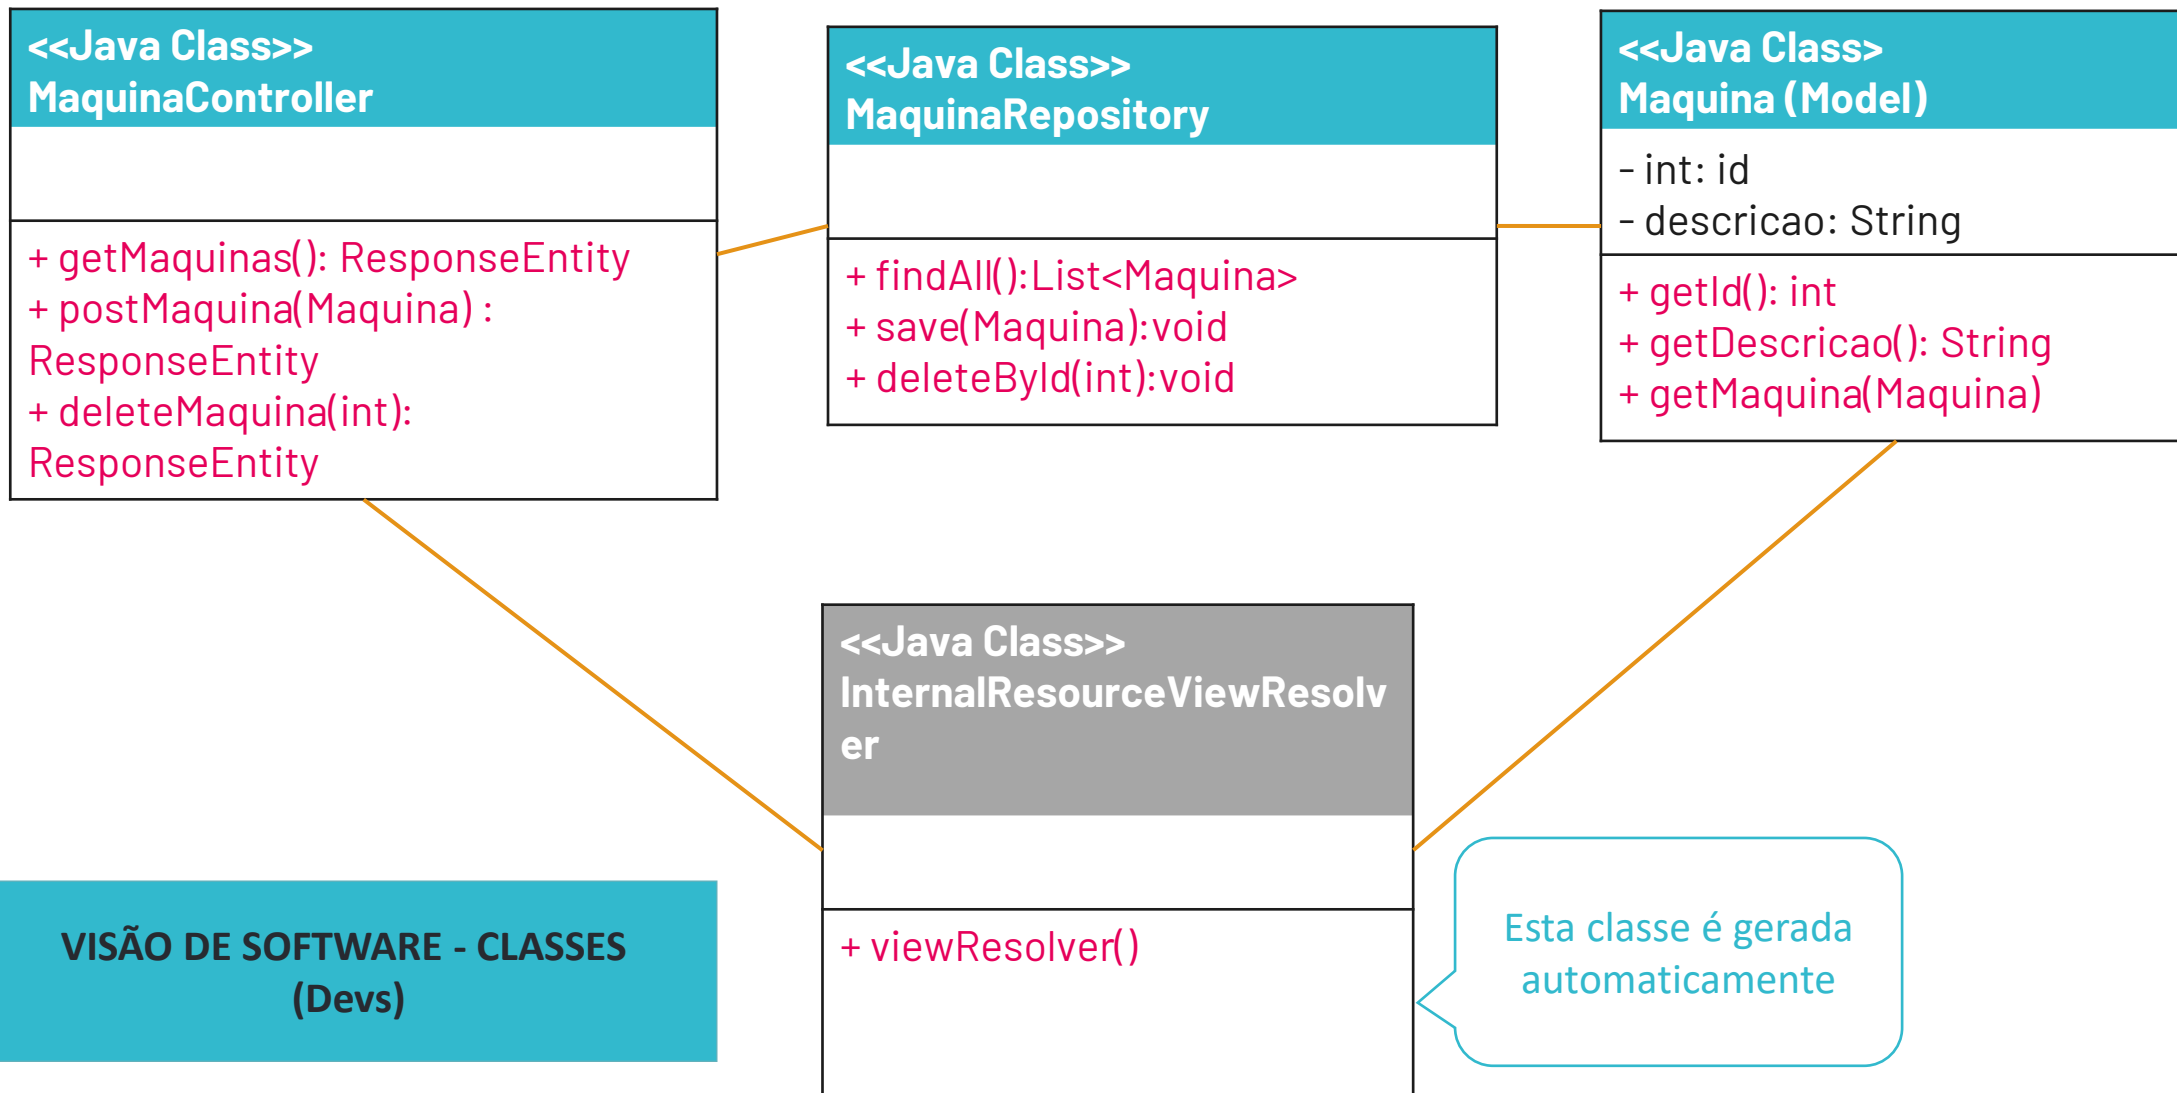 <<Java Class>>
MaquinaController
+ getMaquinas(): ResponseEntity
+ postMaquina(Maquina) :
ResponseEntity
+ deleteMaquina(int):
ResponseEntity
<<Java Class>>
MaquinaRepository
+ findAll():List<Maquina>
+ save(Maquina):void
+ deleteById(int):void
<<Java Class>
Maquina (Model)
- int: id
- descricao: String
+ getId(): int
+ getDescricao(): String
+ getMaquina(Maquina)
<<Java Class>>
InternalResourceViewResolv
er
+ viewResolver()
VISÃO DE SOFTWARE - CLASSES
(Devs)
Esta classe é gerada
automaticamente